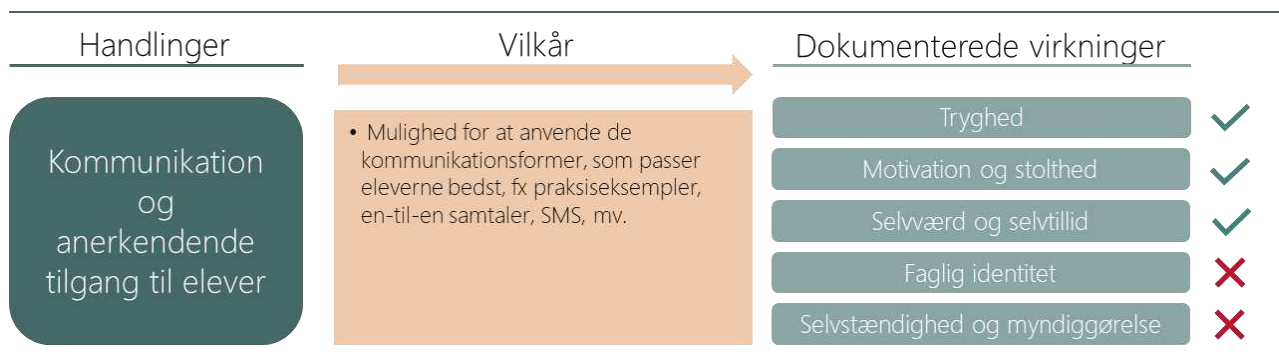 Handlinger
Vilkår
Dokumenterede virkninger
Kommunikation
og
anerkendende
tilgang til elever
• Mulighed for at anvende de
kommunikationsformer, som passer
eleverne bedst, fx praksiseksempler,
en-til-en samtaler, SMS, mv.
Tryghed
Motivation og stolthed
Selvværd og selvtillid
Faglig identitet
Selvstændighed og myndiggørelse